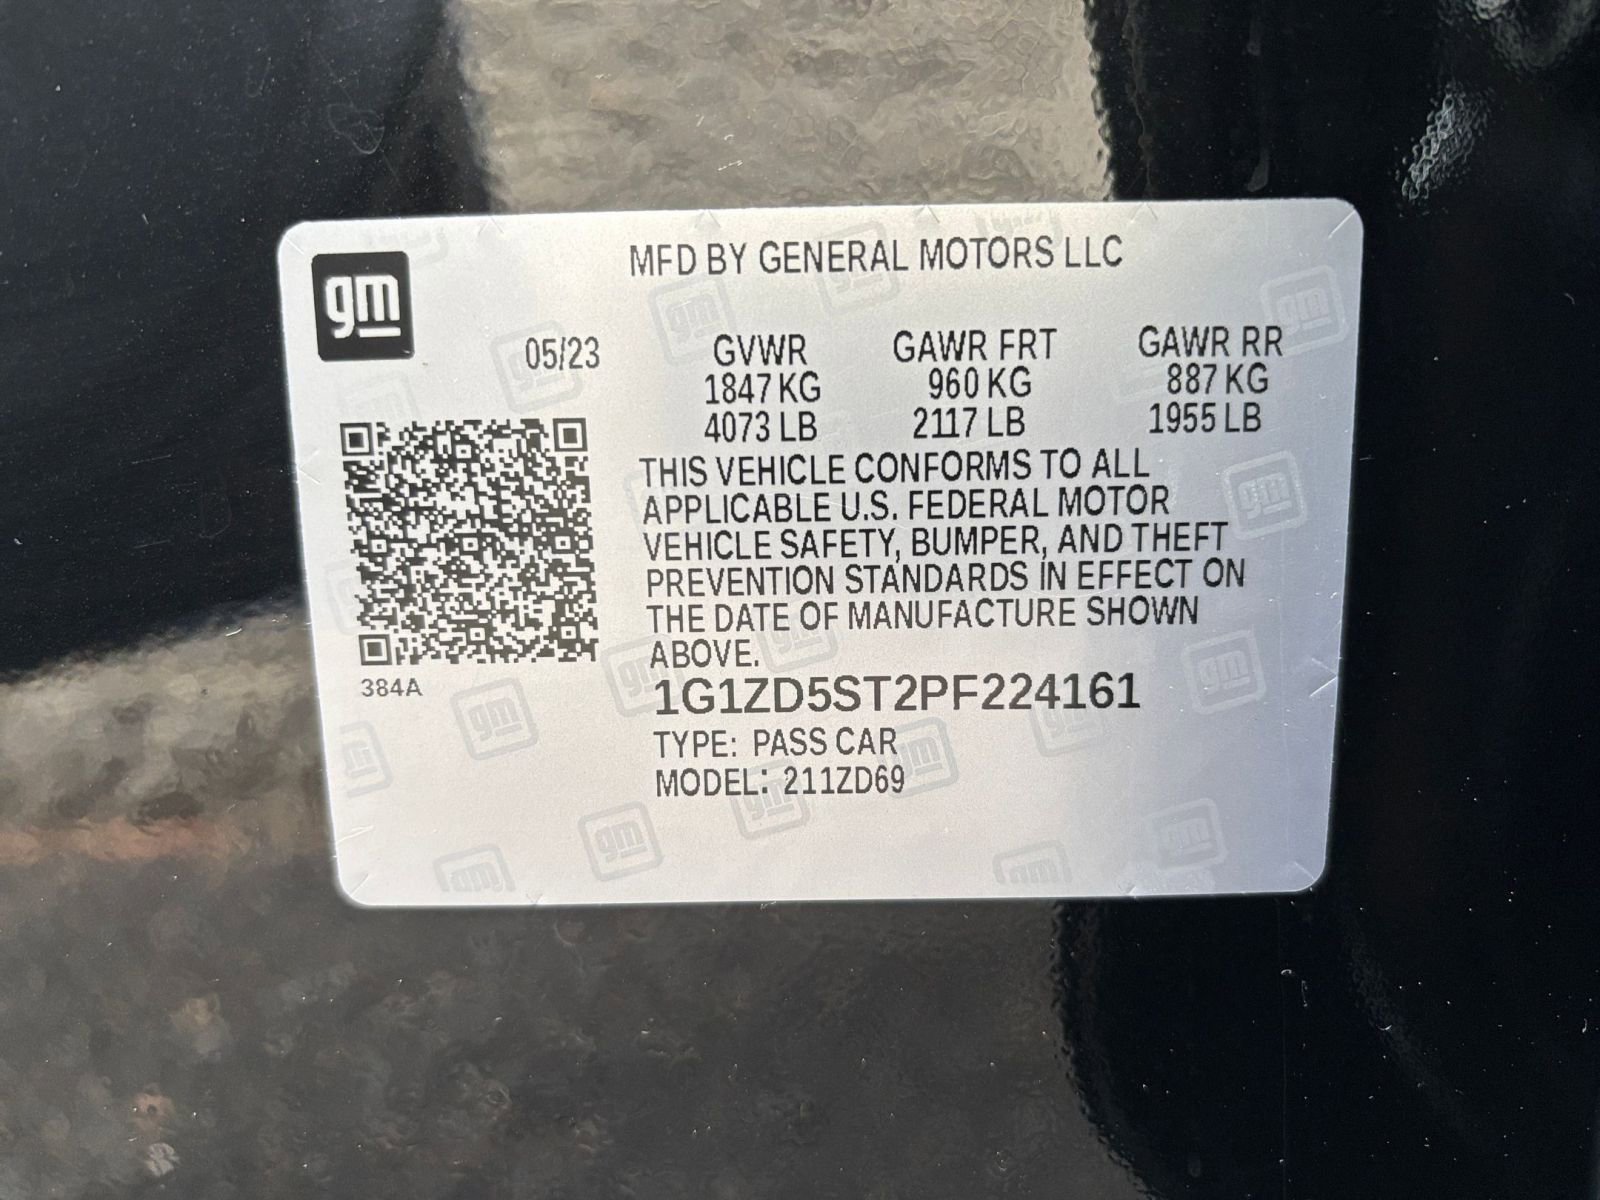 gm
MFD BY GENERAL MOTORS LLC
05/23
GVWR GAWR FRT GAWR RR
1847 KG 960 KG 887 KG
4073 LB 2117 LB 1955 LB
THIS VEHICLE CONFORMS TO ALL
APPLICABLE U.S. FEDERAL MOTOR
VEHICLE SAFETY, BUMPER, AND THEFT
PREVENTION STANDARDS IN EFFECT ON
THE DATE OF MANUFACTURE SHOWN
ABOVE.
384A
1G1ZD5ST2PF224161
TYPE: PASS CAR
MODEL: 211ZD69